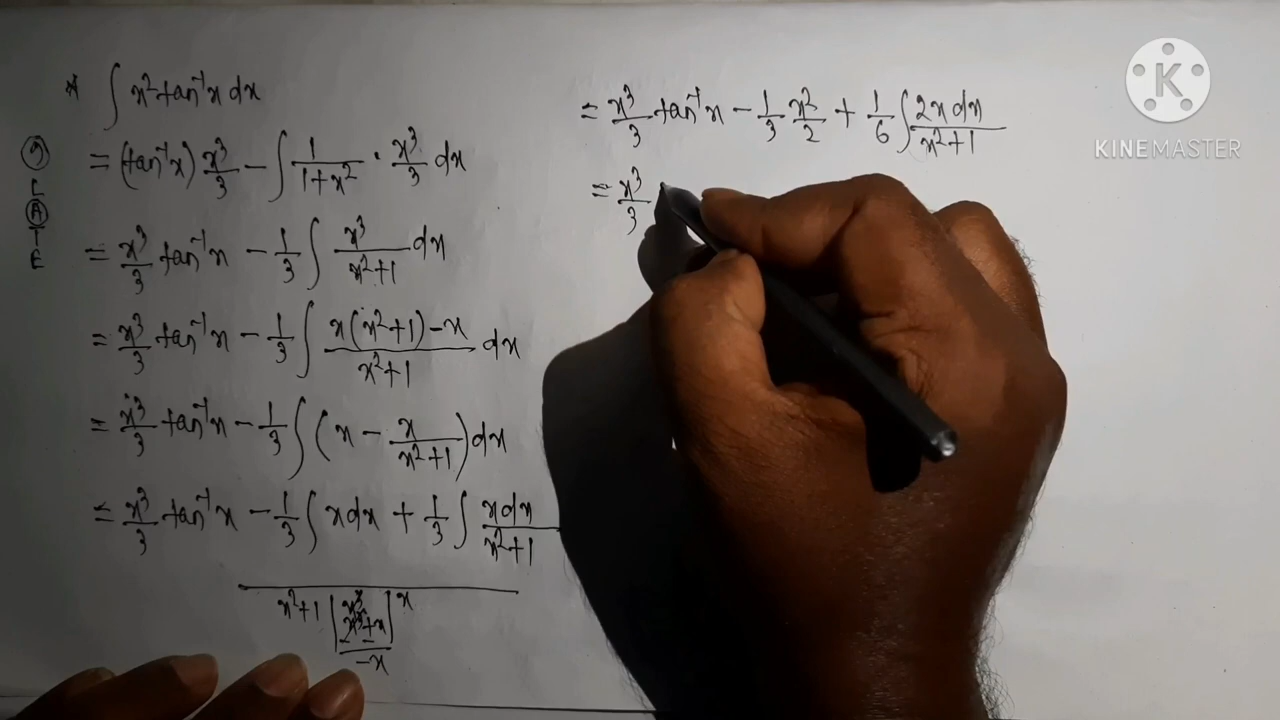 * ∫ x² tan⁻¹x dx
= (tan⁻¹x) x³/3 − ∫ 1/(1+x²) · x³/3 dx
= x³/3 tan⁻¹x − 1/3 ∫ x³/(x²+1) dx
= x³/3 tan⁻¹x − 1/3 ∫ (x(x²+1)−x)/(x²+1) dx
= x³/3 tan⁻¹x − 1/3 ∫ (x − x/(x²+1)) dx
= x³/3 tan⁻¹x − 1/3 ∫ x dx + 1/3 ∫ x dx/(x²+1)
I
L
A
T
E
x²+1 | x³ | x
x³+x
−x
= x³/3 tan⁻¹x − 1/3 x²/2 + 1/6 ∫ 2x dx/(x²+1)
= x³/3
K
KINEMASTER